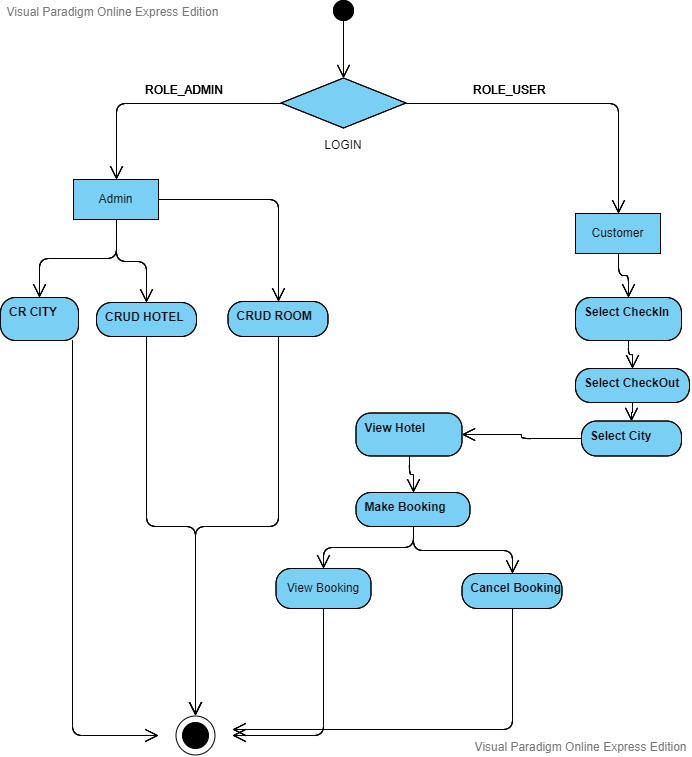 Visual Paradigm Online Express Edition
ROLE_ADMIN
ROLE_USER
LOGIN
Admin
Customer
CR CITY
CRUD HOTEL
CRUD ROOM
Select CheckIn
Select CheckOut
Select City
View Hotel
Make Booking
View Booking
Cancel Booking
Visual Paradigm Online Express Edition